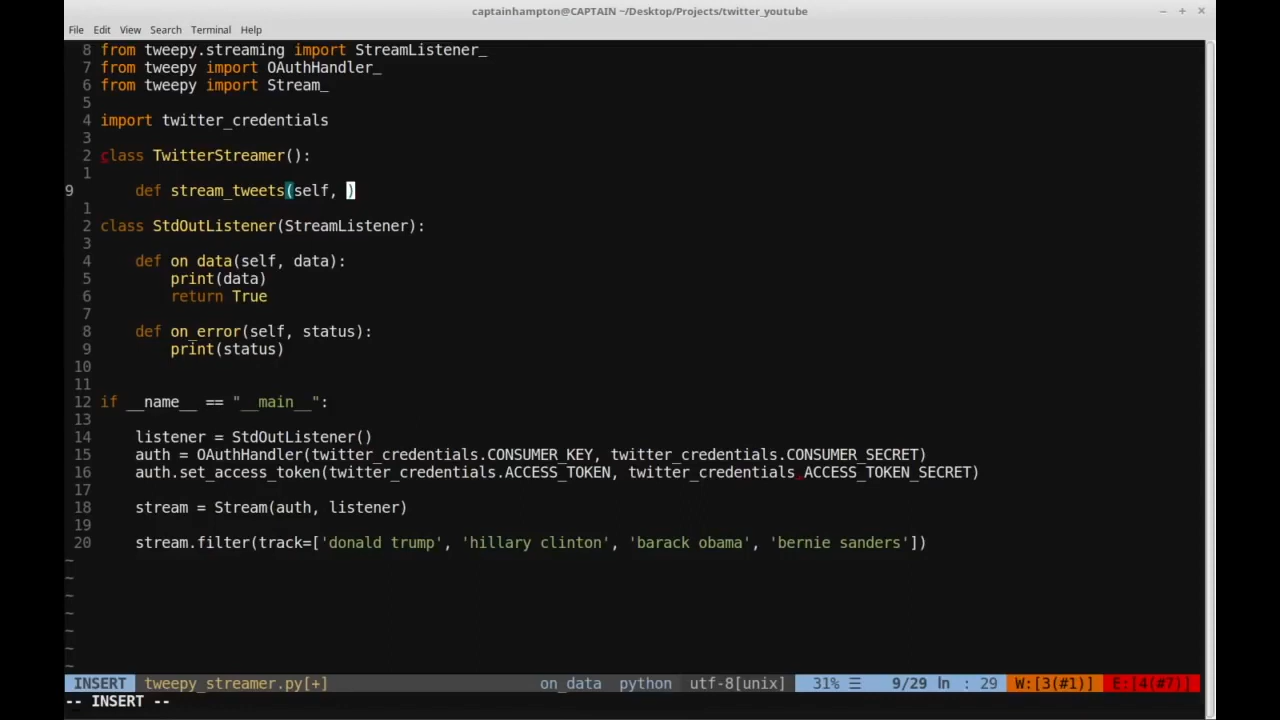 captainhampton@CAPTAIN ~/Desktop/Projects/twitter_youtube
File Edit View Search Terminal Help
8 from tweepy.streaming import StreamListener_
7 from tweepy import OAuthHandler_
6 from tweepy import Stream_
5
4 import twitter_credentials
3
2 class TwitterStreamer():
1
9 def stream_tweets(self, )
1
2 class StdOutListener(StreamListener):
3
4 def on_data(self, data):
5 print(data)
6 return True
7
8 def on_error(self, status):
9 print(status)
10
11
12 if __name__ == "__main__":
13
14 listener = StdOutListener()
15 auth = OAuthHandler(twitter_credentials.CONSUMER_KEY, twitter_credentials.CONSUMER_SECRET)
16 auth.set_access_token(twitter_credentials.ACCESS_TOKEN, twitter_credentials.ACCESS_TOKEN_SECRET)
17
18 stream = Stream(auth, listener)
19
20 stream.filter(track=['donald trump', 'hillary clinton', 'barack obama', 'bernie sanders'])
~
~
~
~
~
~
~
INSERT tweepy_streamer.py[+] on_data python utf-8[unix] 31% ☰ 9/29 ln : 29 W:[3(#1)] E:[4(#7)]
-- INSERT --